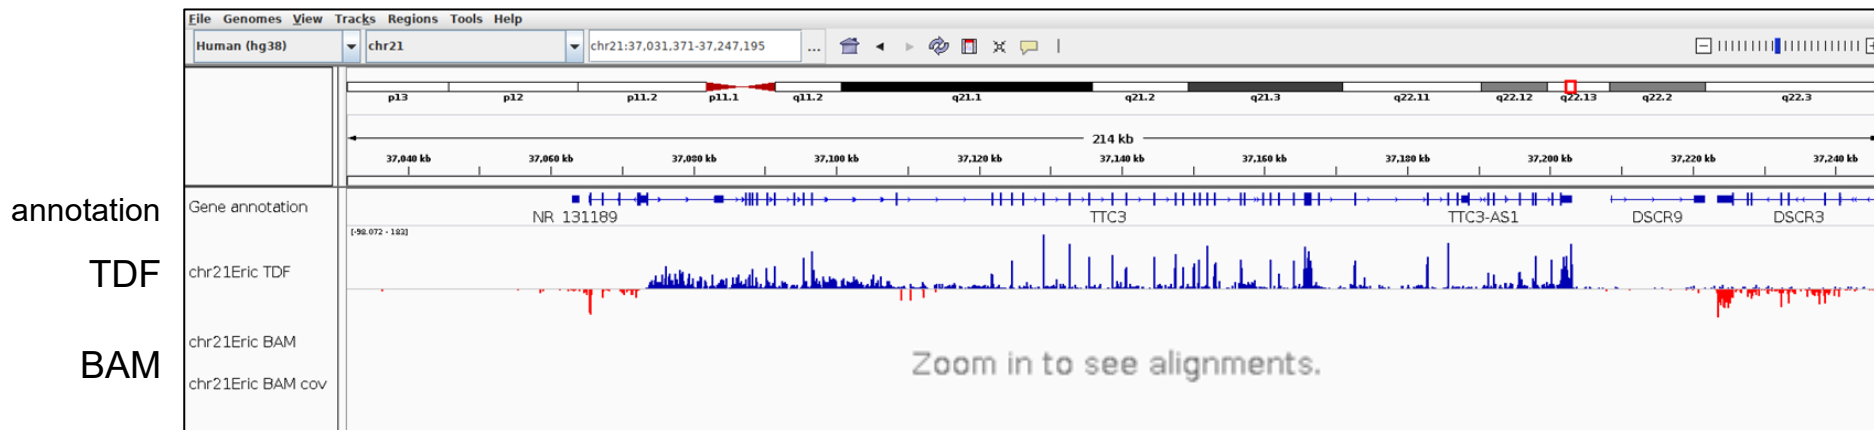 File Genomes View Tracks Regions Tools Help
Human (hg38) chr21 chr21:37,031,371-37,247,195 ...
p13 p12 p11.2 p11.1 q11.2 q21.1 q21.2 q21.3 q22.11 q22.12 q22.13 q22.2 q22.3
214 kb
37,040 kb 37,060 kb 37,080 kb 37,100 kb 37,120 kb 37,140 kb 37,160 kb 37,180 kb 37,200 kb 37,220 kb 37,240 kb
annotation Gene annotation
NR_131189 TTC3 TTC3-AS1 DSCR9 DSCR3
[-98.072 - 183]
TDF chr21Eric TDF
chr21Eric BAM
BAM Zoom in to see alignments.
chr21Eric BAM cov